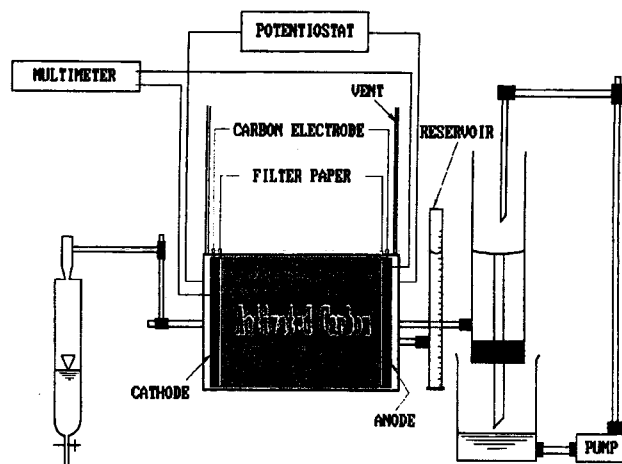 POTENTIOSTAT
MULTIMETER
VENT
CARBON ELECTRODE
RESERVOIR
FILTER PAPER
Activated Carbon
CATHODE
ANODE
PUMP